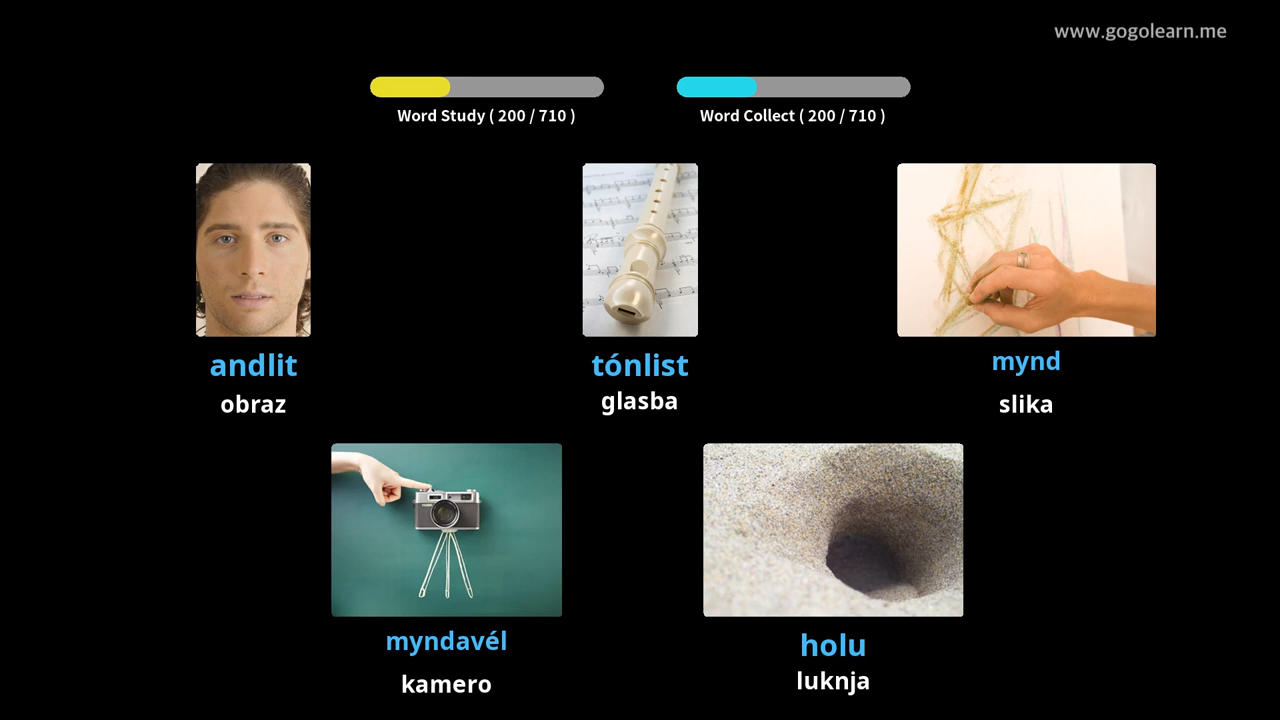 www.gogolearn.me
Word Study ( 200 / 710 )
Word Collect ( 200 / 710 )
andlit
obraz
tónlist
glasba
mynd
slika
myndavél
kamero
holu
luknja